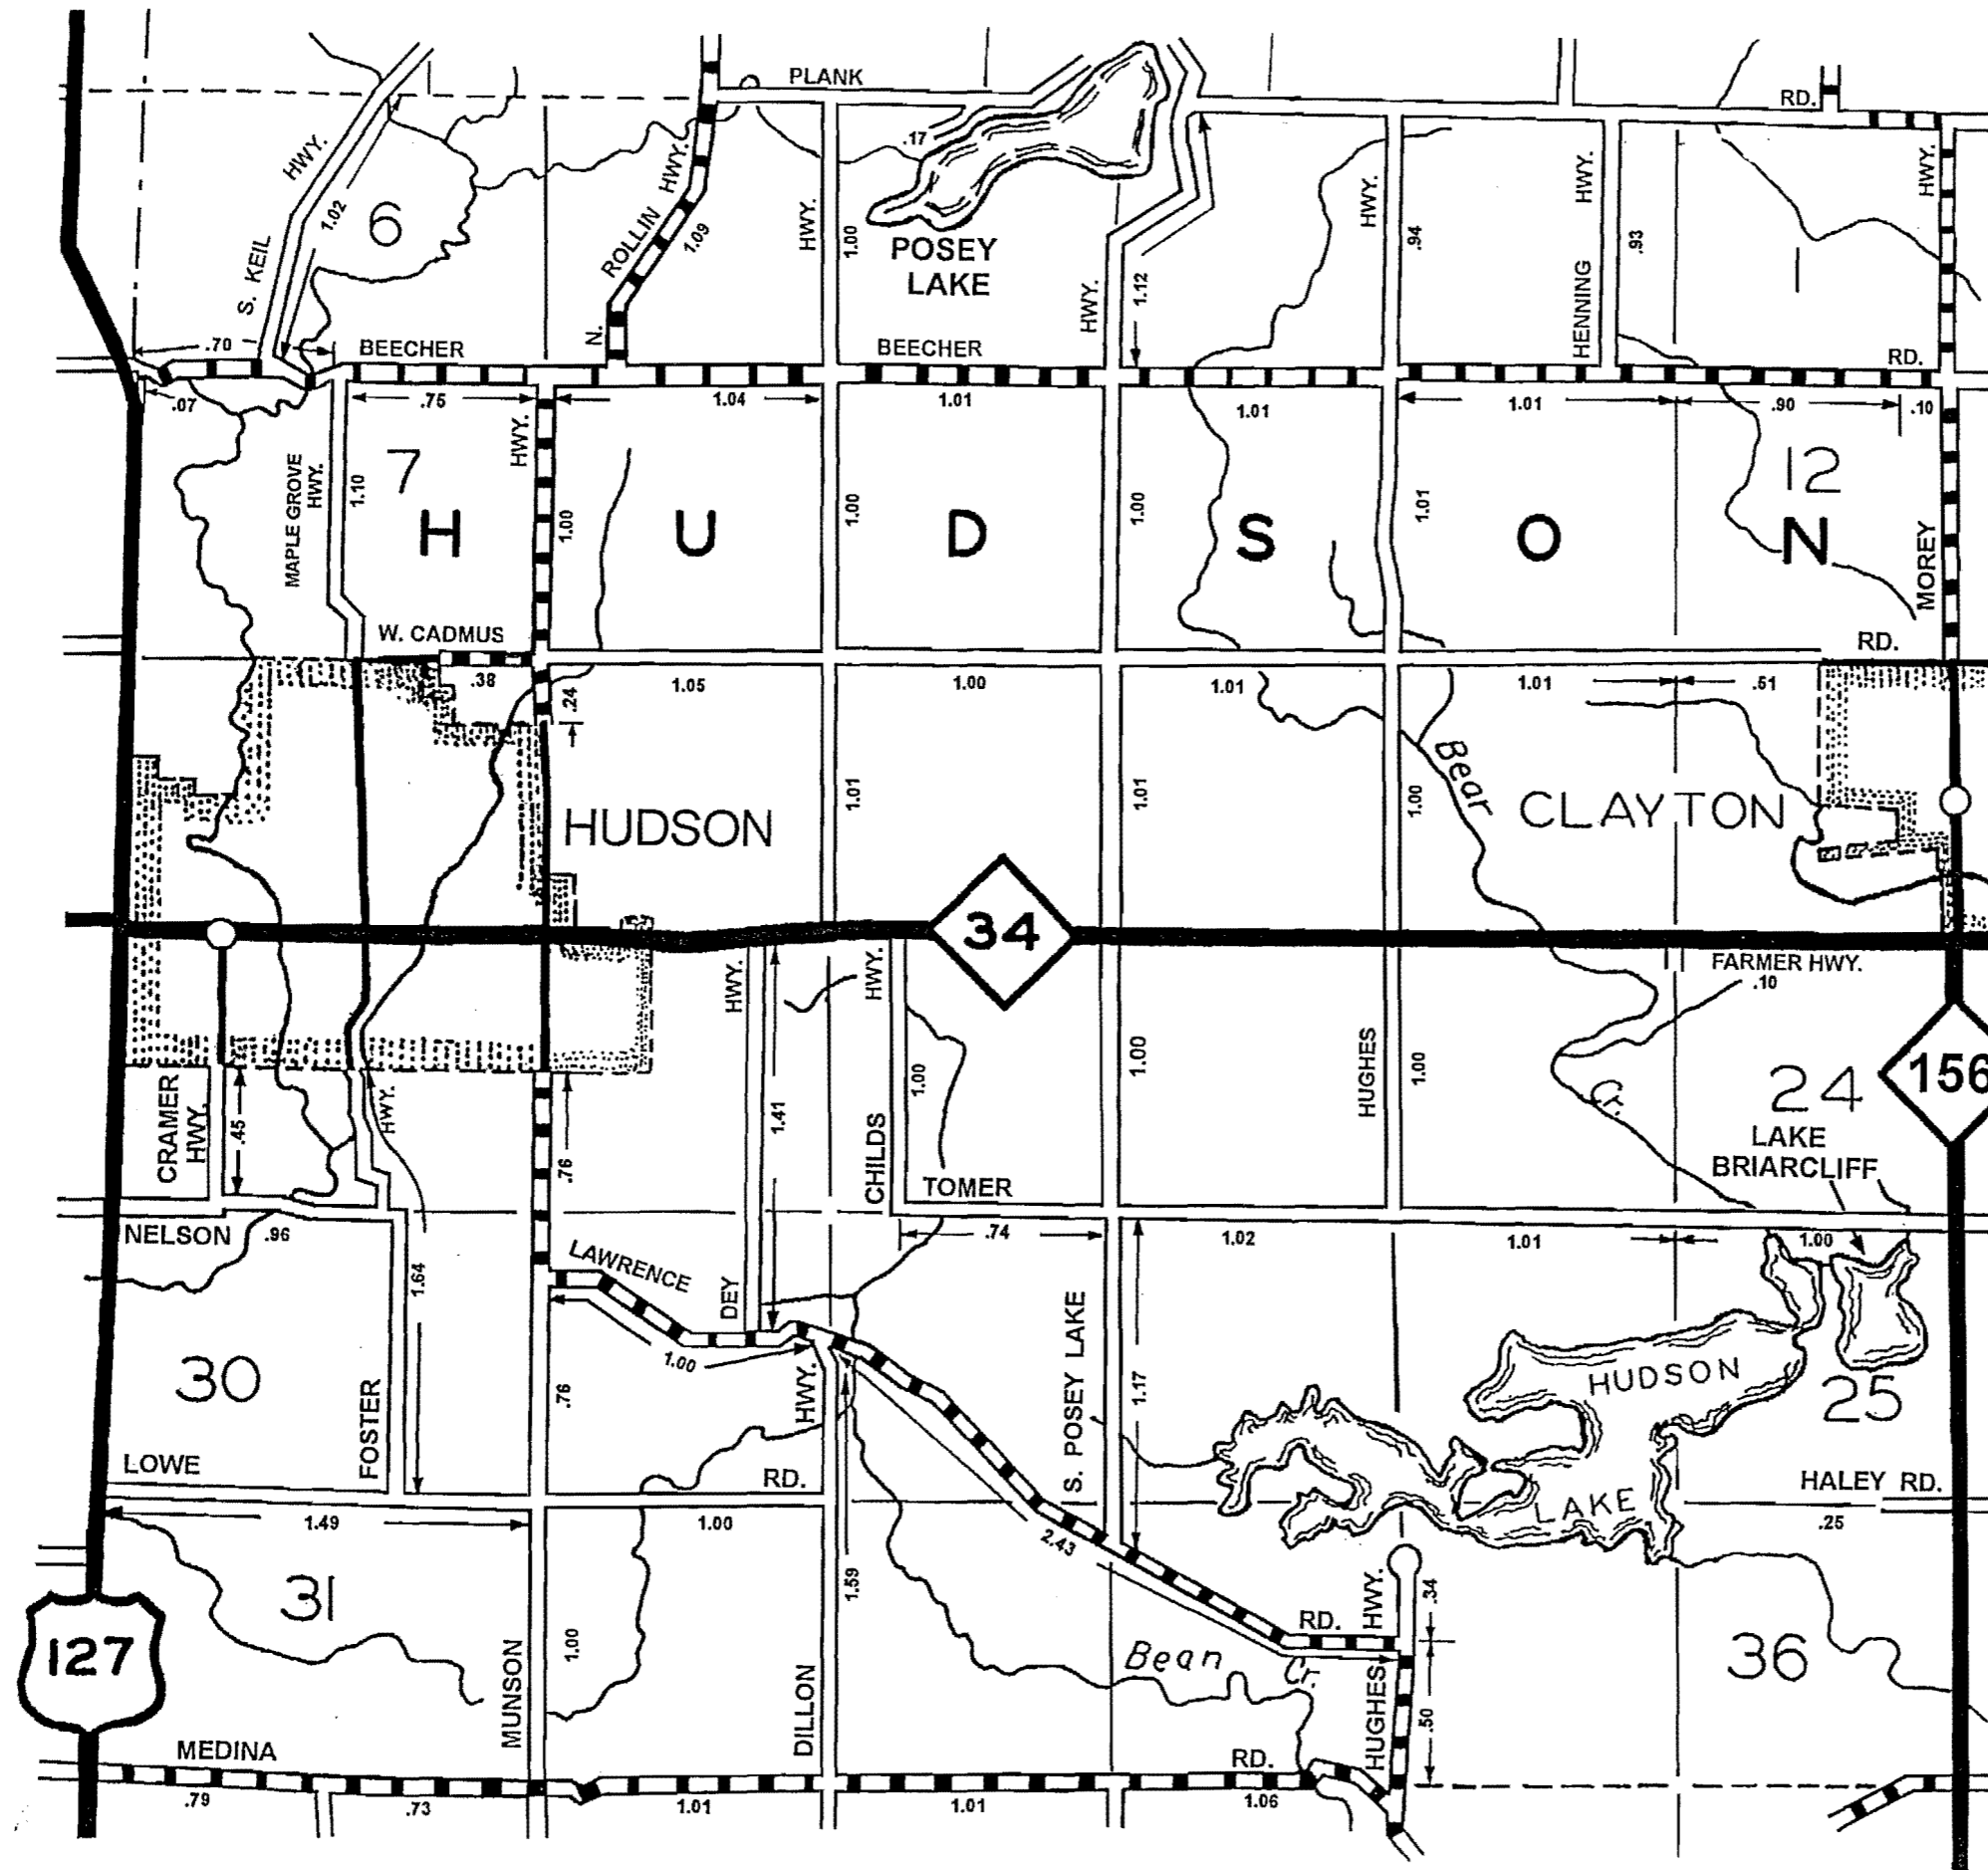 PLANK
RD.
HWY.
.17
HWY.
HWY.
HWY.
HWY.
HWY.
1.02
6
ROLLIN
1.09
HWY.
1.00
POSEY
LAKE
.94
.93
1
S. KEIL
HWY.
1.12
HENNING
N.
.70
BEECHER
BEECHER
RD.
.07
.75
1.04
1.01
1.01
1.01
.90
.10
HWY.
7
12
MAPLE GROVE
HWY.
1.10
1.00
1.00
1.00
1.01
H U D S O N
MOREY
W. CADMUS
RD.
.38
1.05
1.00
1.01
1.01
.51
.24
Bear
1.01
1.01
1.00
HUDSON
CLAYTON
34
FARMER HWY.
.10
HWY.
HWY.
HUGHES
1.00
1.00
1.00
24
156
CRAMER
HWY.
.45
HWY.
.76
1.41
CHILDS
Cr.
LAKE
BRIARCLIFF
TOMER
NELSON
.96
.74
1.02
1.01
1.00
LAWRENCE
1.64
DEY
S. POSEY LAKE
1.00
1.17
HUDSON
30
.76
HWY.
25
FOSTER
LOWE
RD.
HALEY RD.
LAKE
1.49
1.00
2.43
.25
31
1.59
HWY.
.34
RD.
127
1.00
Bean
Cr.
36
MUNSON
DILLON
HUGHES
.50
MEDINA
RD.
.79
.73
1.01
1.01
1.06